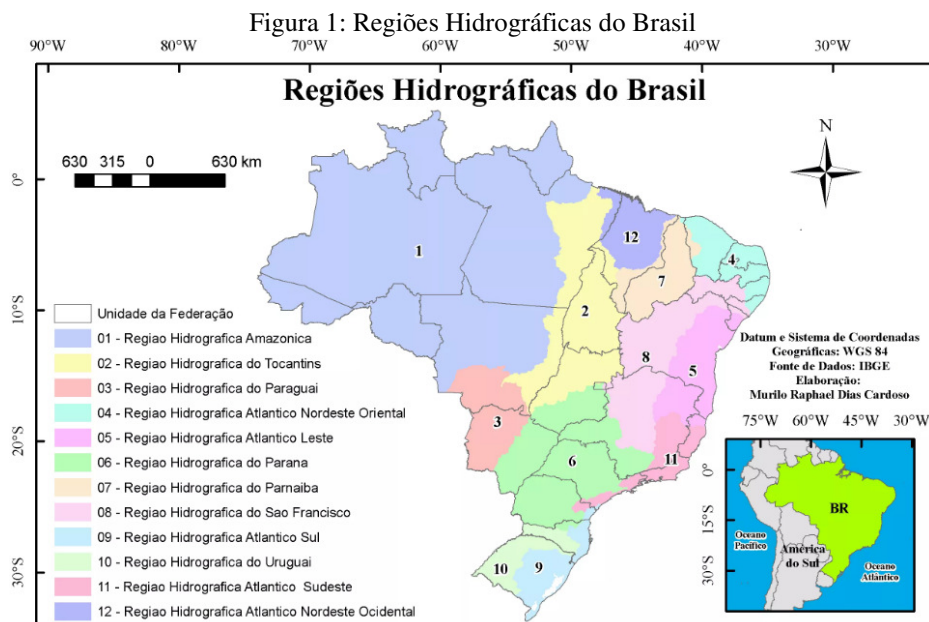 Figura 1: Regiões Hidrográficas do Brasil
90°W 80°W 70°W 60°W 50°W 40°W 30°W
Regiões Hidrográficas do Brasil
630 315 0 630 km
N
0°
10°S
20°S
30°S
1
2
3
4
5
6
7
8
9
10
11
12
Unidade da Federação
01 - Regiao Hidrografica Amazonica
02 - Regiao Hidrografica do Tocantins
03 - Regiao Hidrografica do Paraguai
04 - Regiao Hidrografica Atlantico Nordeste Oriental
05 - Regiao Hidrografica Atlantico Leste
06 - Regiao Hidrografica do Parana
07 - Regiao Hidrografica do Parnaiba
08 - Regiao Hidrografica do Sao Francisco
09 - Regiao Hidrografica Atlantico Sul
10 - Regiao Hidrografica do Uruguai
11 - Regiao Hidrografica Atlantico Sudeste
12 - Regiao Hidrografica Atlantico Nordeste Ocidental
Datum e Sistema de Coordenadas
Geográficas: WGS 84
Fonte de Dados: IBGE
Elaboração:
Murilo Raphael Dias Cardoso
75°W 60°W 45°W 30°W
0°
15°S
30°S
BR
Oceano
Pacífico
América
do Sul
Oceano
Atlântico